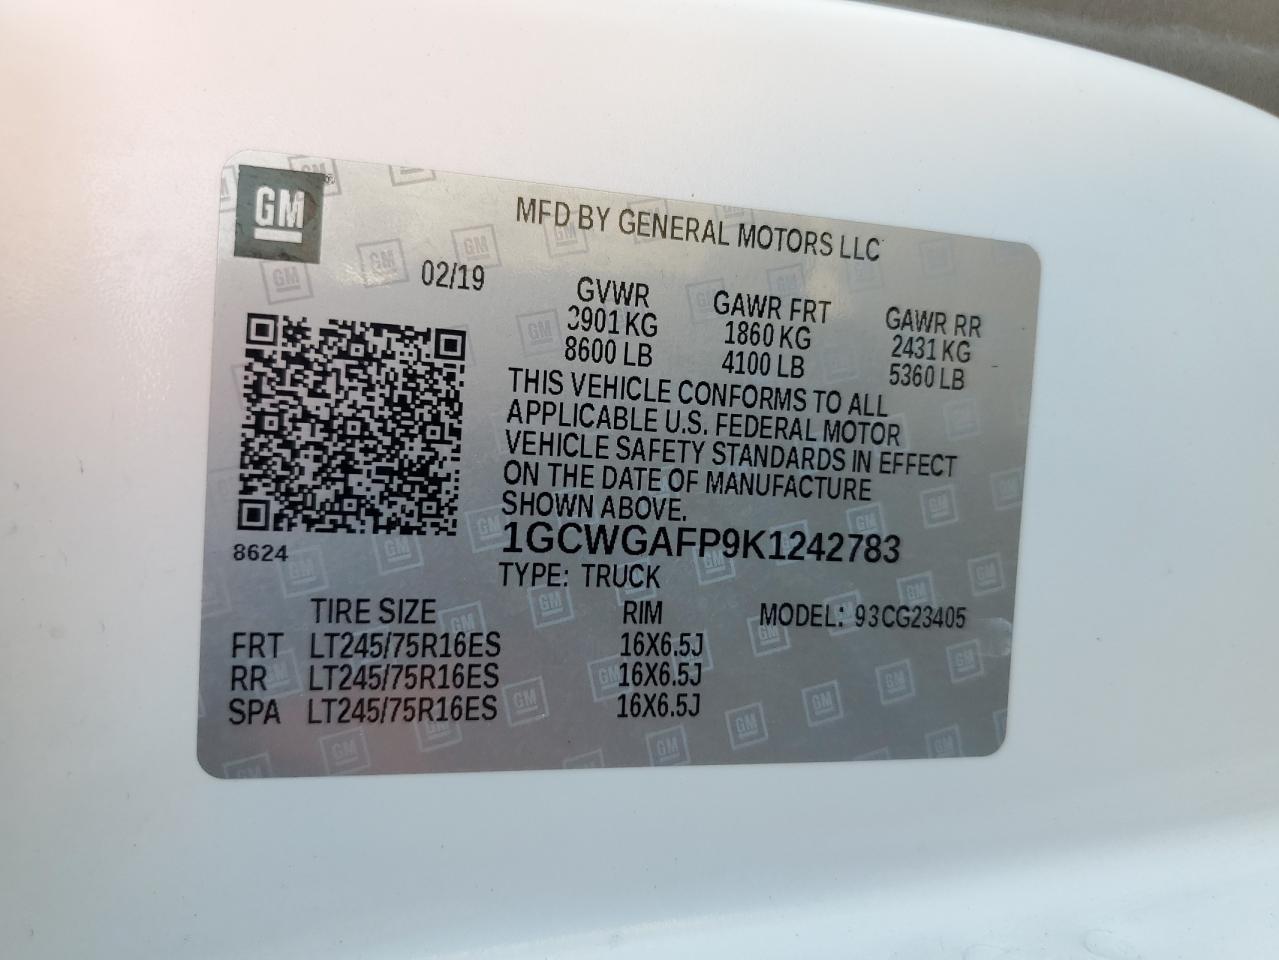 GM
MFD BY GENERAL MOTORS LLC
02/19
GVWR GAWR FRT GAWR RR
3901 KG 1860 KG 2431 KG
8600 LB 4100 LB 5360 LB
THIS VEHICLE CONFORMS TO ALL
APPLICABLE U.S. FEDERAL MOTOR
VEHICLE SAFETY STANDARDS IN EFFECT
ON THE DATE OF MANUFACTURE
SHOWN ABOVE.
1GCWGAFP9K1242783
8624
TYPE: TRUCK
TIRE SIZE RIM MODEL: 93CG23405
FRT LT245/75R16ES 16X6.5J
RR LT245/75R16ES 16X6.5J
SPA LT245/75R16ES 16X6.5J